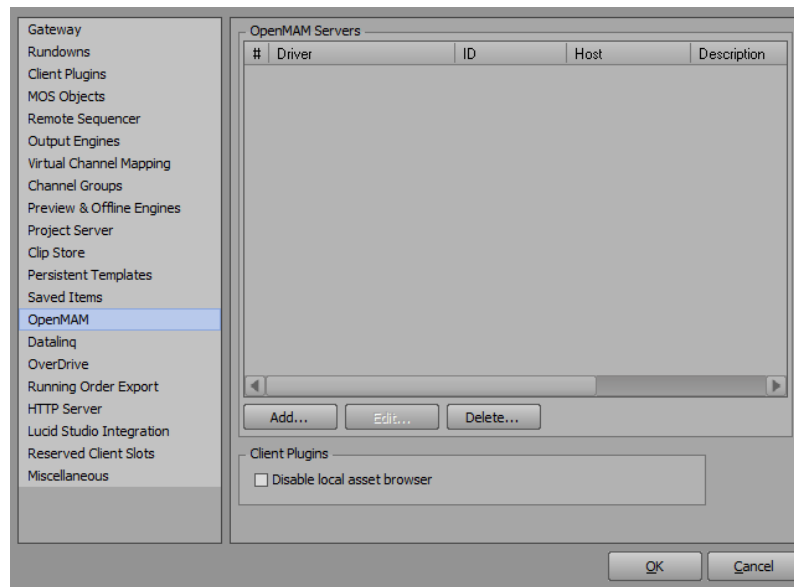 Gateway
Rundowns
Client Plugins
MOS Objects
Remote Sequencer
Output Engines
Virtual Channel Mapping
Channel Groups
Preview & Offline Engines
Project Server
Clip Store
Persistent Templates
Saved Items
OpenMAM
Datalinq
OverDrive
Running Order Export
HTTP Server
Lucid Studio Integration
Reserved Client Slots
Miscellaneous
OpenMAM Servers
# Driver ID Host Description
Add... Edit... Delete...
Client Plugins
Disable local asset browser
OK Cancel